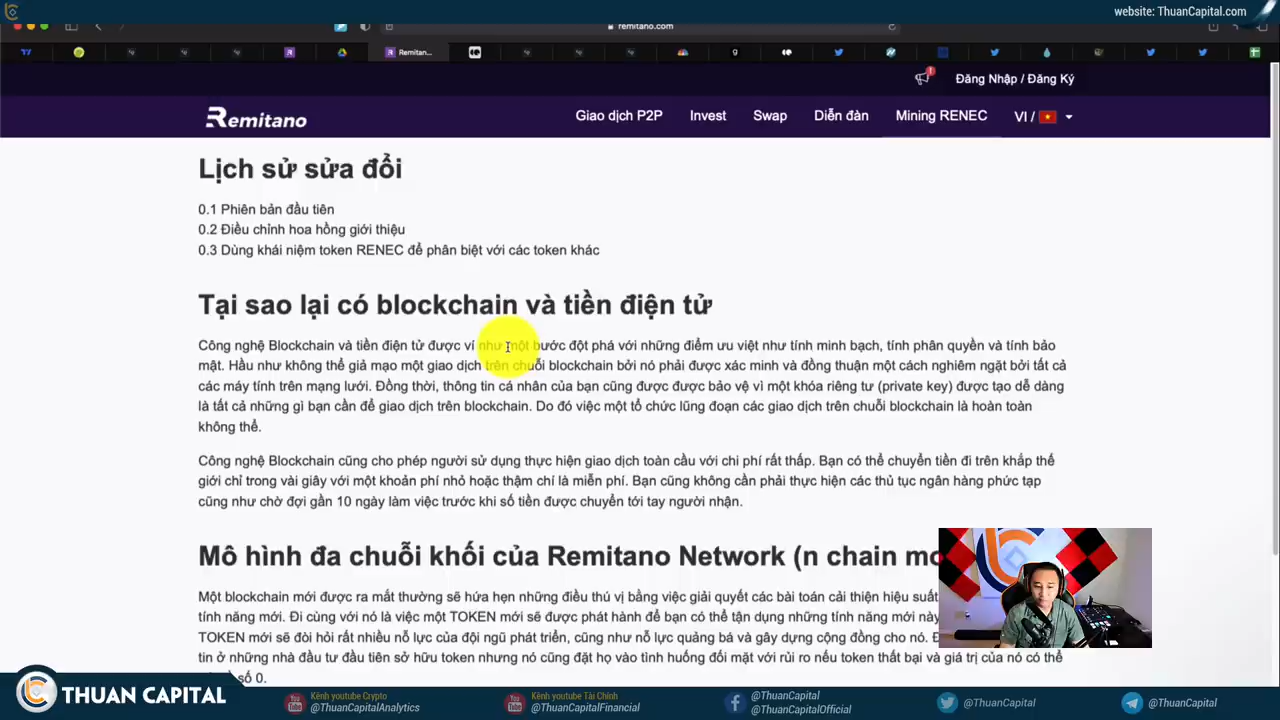 website: ThuanCapital.com
remitano.com
Remitan...
Đăng Nhập / Đăng Ký
Remitano
Giao dịch P2P
Invest
Swap
Diễn đàn
Mining RENEC
VI /
Lịch sử sửa đổi
0.1 Phiên bản đầu tiên
0.2 Điều chỉnh hoa hồng giới thiệu
0.3 Dùng khái niệm token RENEC để phân biệt với các token khác
Tại sao lại có blockchain và tiền điện tử
Công nghệ Blockchain và tiền điện tử được ví như một bước đột phá với những điểm ưu việt như tính minh bạch, tính phân quyền và tính bảo
mật. Hầu như không thể giả mạo một giao dịch trên chuỗi blockchain bởi nó phải được xác minh và đồng thuận một cách nghiêm ngặt bởi tất cả
các máy tính trên mạng lưới. Đồng thời, thông tin cá nhân của bạn cũng được được bảo vệ vì một khóa riêng tư (private key) được tạo dễ dàng
là tất cả những gì bạn cần để giao dịch trên blockchain. Do đó việc một tổ chức lũng đoạn các giao dịch trên chuỗi blockchain là hoàn toàn
không thể.
Công nghệ Blockchain cũng cho phép người sử dụng thực hiện giao dịch toàn cầu với chi phí rất thấp. Bạn có thể chuyển tiền đi trên khắp thế
giới chỉ trong vài giây với một khoản phí nhỏ hoặc thậm chí là miễn phí. Bạn cũng không cần phải thực hiện các thủ tục ngân hàng phức tạp
cũng như chờ đợi gần 10 ngày làm việc trước khi số tiền được chuyển tới tay người nhận.
Mô hình đa chuỗi khối của Remitano Network (n chain mo
Một blockchain mới được ra mắt thường sẽ hứa hẹn những điều thú vị bằng việc giải quyết các bài toán cải thiện hiệu suất
tính năng mới. Đi cùng với nó là việc một TOKEN mới sẽ được phát hành để bạn có thể tận dụng những tính năng mới này
TOKEN mới sẽ đòi hỏi rất nhiều nỗ lực của đội ngũ phát triển, cũng như nỗ lực quảng bá và gây dựng cộng đồng cho nó.
tin ở những nhà đầu tư đầu tiên sở hữu token nhưng nó cũng đặt họ vào tình huống đối mặt với rủi ro nếu token thất bại và giá trị của nó có thể
số 0.
THUAN CAPITAL
Kênh youtube Crypto
@ThuanCapitalAnalytics
Kênh youtube Tài Chính
@ThuanCapitalFinancial
@ThuanCapital
@ThuanCapitalOfficial
@ThuanCapital
@ThuanCapital